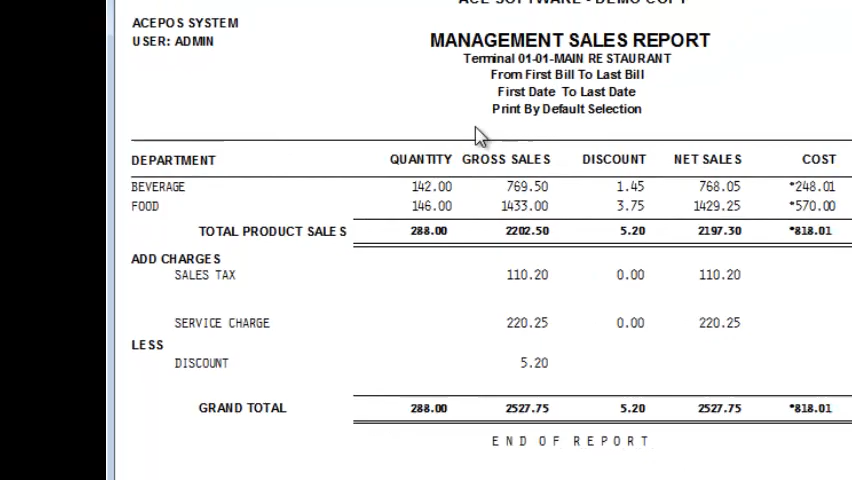 ACE SOFTWARE - DEMO COPY
ACEPOS SYSTEM
USER: ADMIN
MANAGEMENT SALES REPORT
Terminal 01-01-MAIN RESTAURANT
From First Bill To Last Bill
First Date To Last Date
Print By Default Selection
DEPARTMENT QUANTITY GROSS SALES DISCOUNT NET SALES COST
BEVERAGE 142.00 769.50 1.45 768.05 *248.01
FOOD 146.00 1433.00 3.75 1429.25 *570.00
TOTAL PRODUCT SALES 288.00 2202.50 5.20 2197.30 *818.01
ADD CHARGES
SALES TAX 110.20 0.00 110.20
SERVICE CHARGE 220.25 0.00 220.25
LESS
DISCOUNT 5.20
GRAND TOTAL 288.00 2527.75 5.20 2527.75 *818.01
END OF REPORT